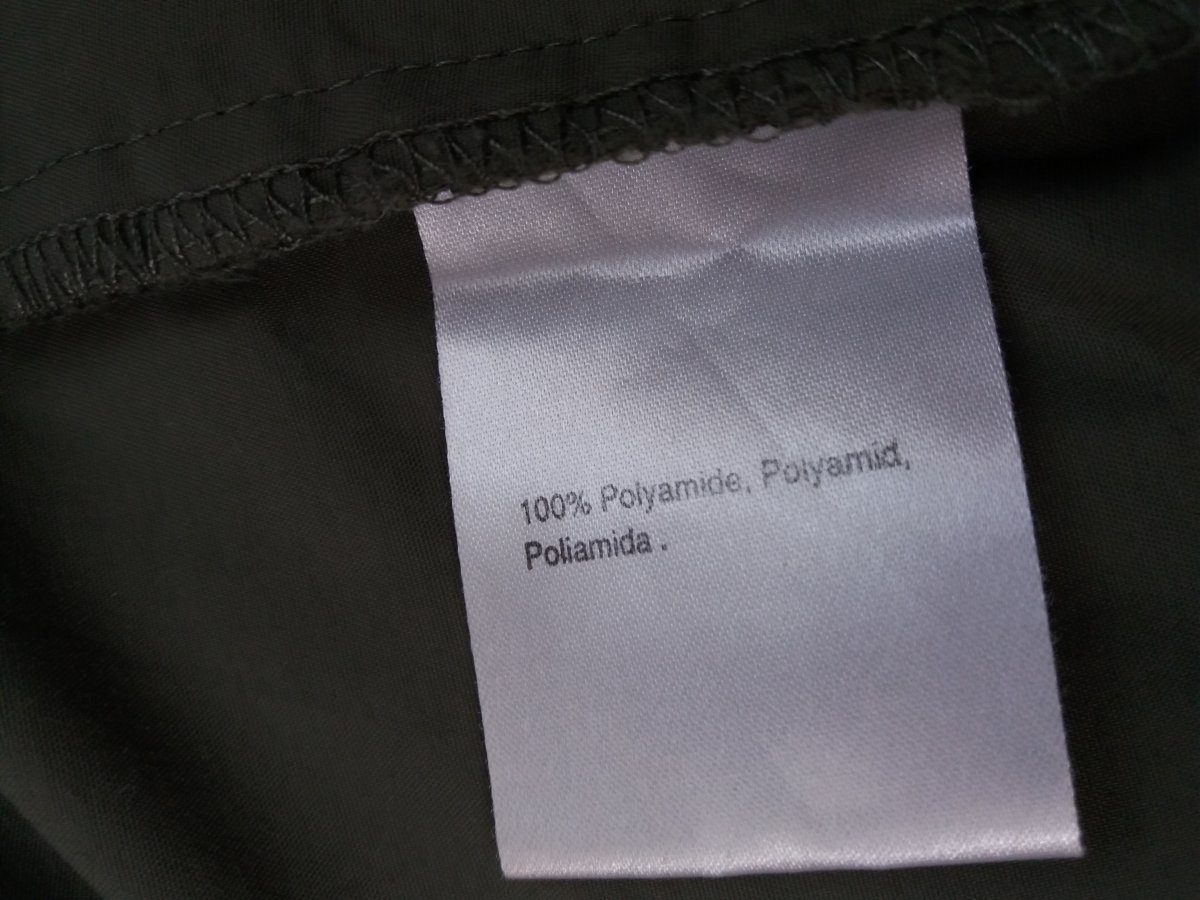 100% Polyamide, Polyamid,
Poliamida .